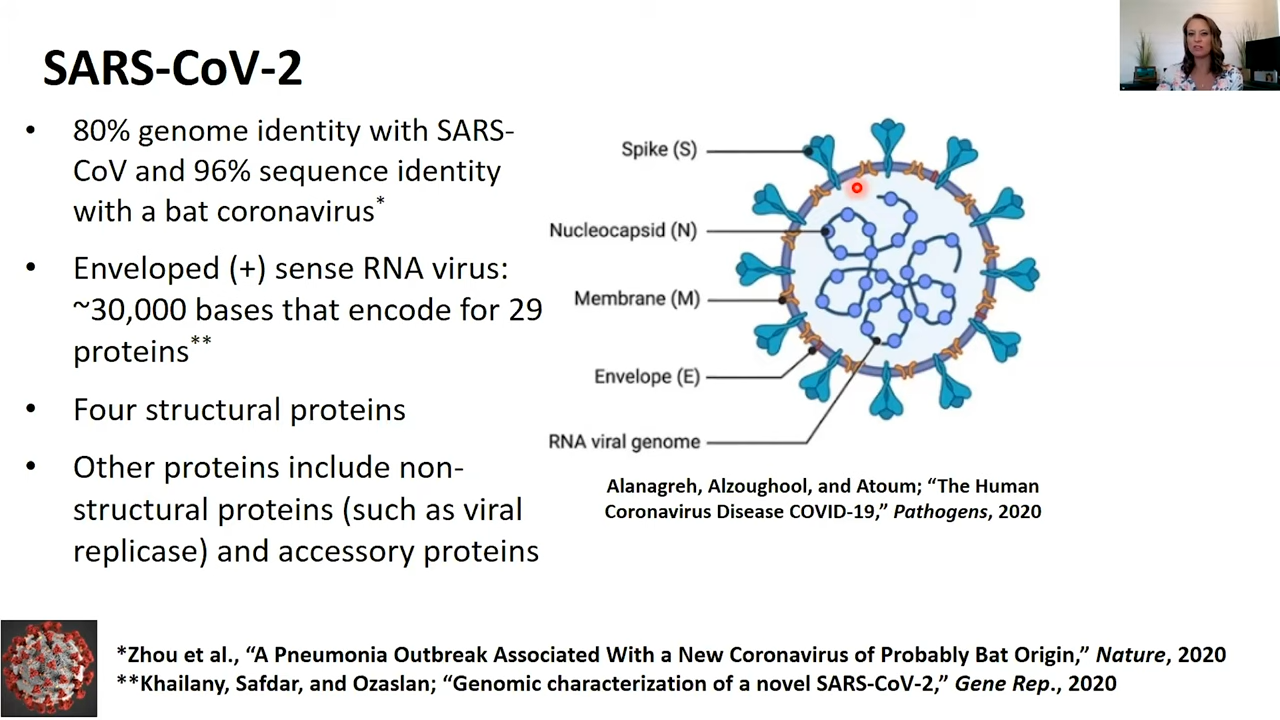 SARS-CoV-2
• 80% genome identity with SARS-
CoV and 96% sequence identity
with a bat coronavirus*
• Enveloped (+) sense RNA virus:
~30,000 bases that encode for 29
proteins**
• Four structural proteins
• Other proteins include non-
structural proteins (such as viral
replicase) and accessory proteins
Spike (S)
Nucleocapsid (N)
Membrane (M)
Envelope (E)
RNA viral genome
Alanagreh, Alzoughool, and Atoum; “The Human
Coronavirus Disease COVID-19,” Pathogens, 2020
*Zhou et al., “A Pneumonia Outbreak Associated With a New Coronavirus of Probably Bat Origin,” Nature, 2020
**Khailany, Safdar, and Ozaslan; “Genomic characterization of a novel SARS-CoV-2,” Gene Rep., 2020